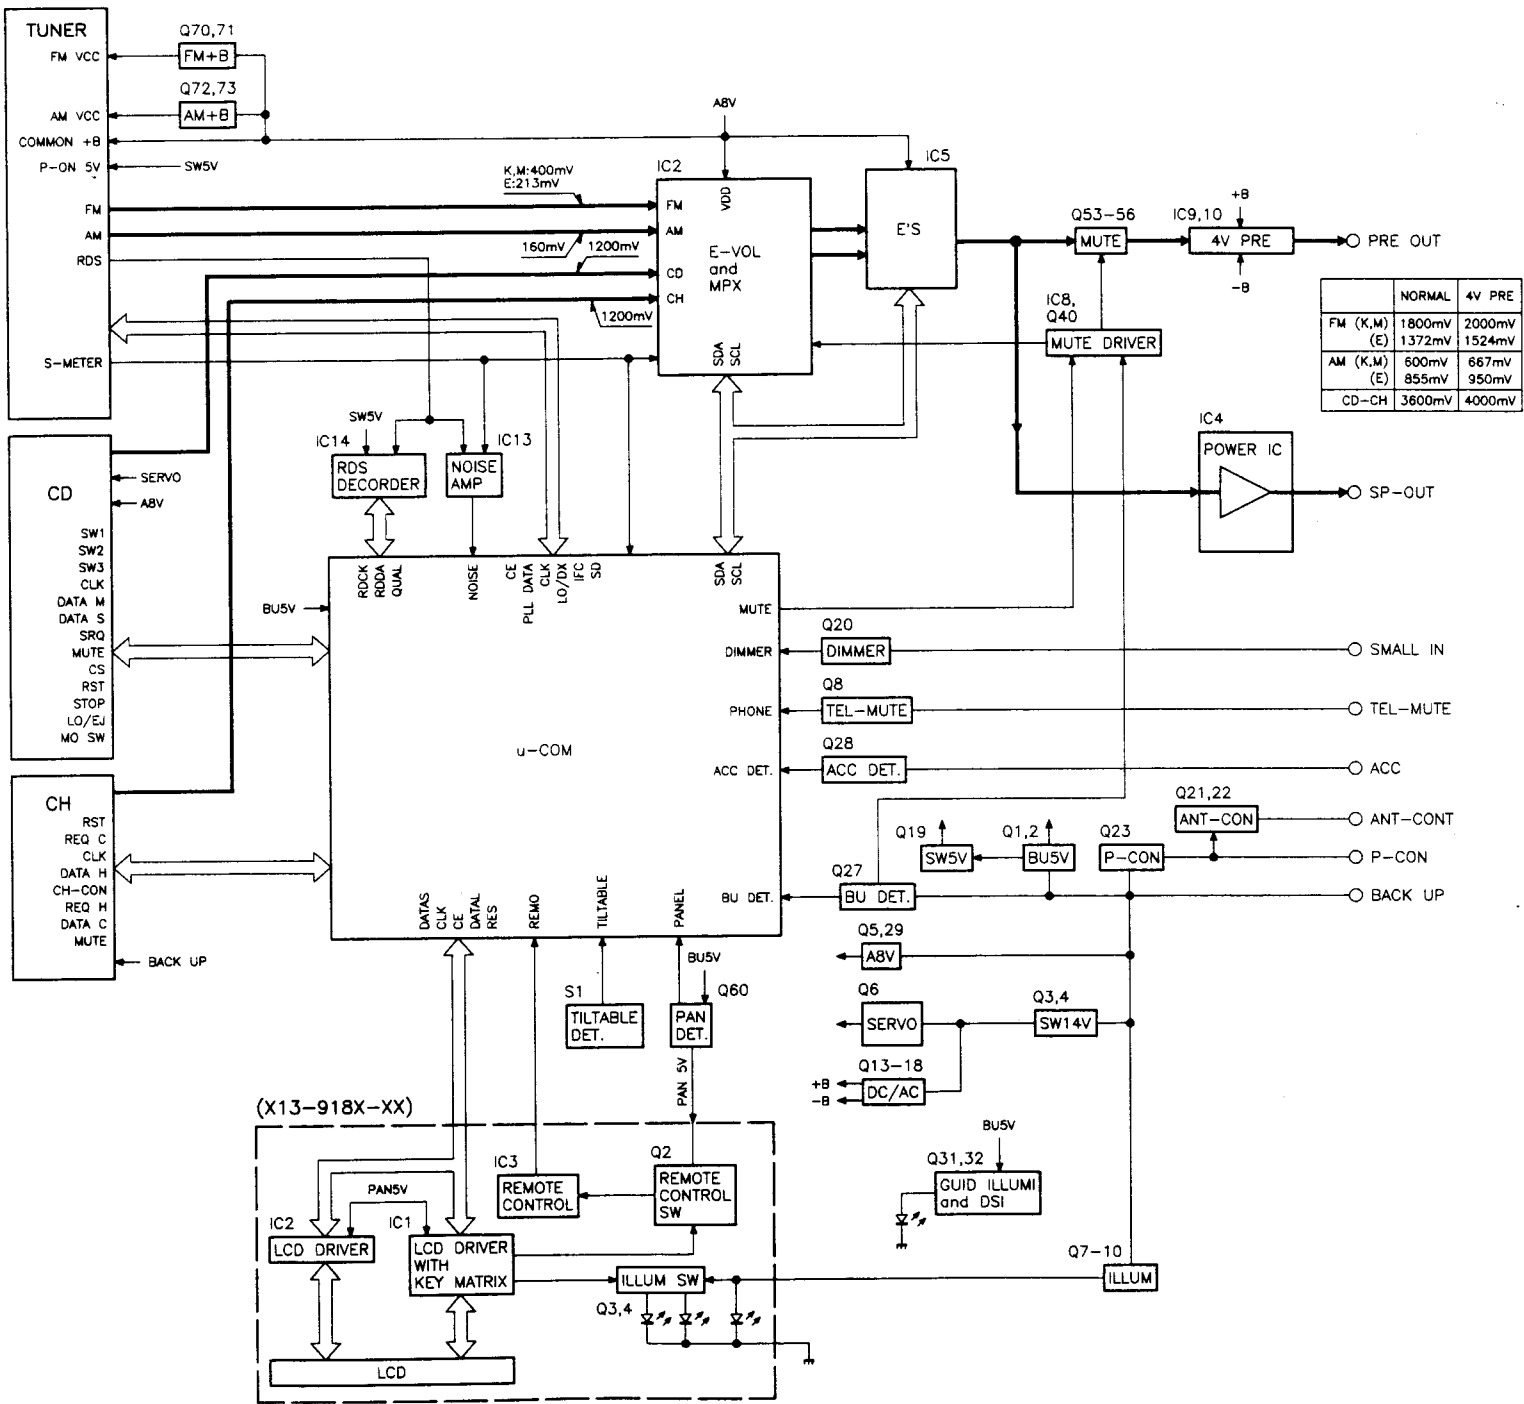 TUNER
FM VCC
AM VCC
COMMON +B
P-ON 5V
FM
AM
RDS
S-METER
Q70,71
FM+B
Q72,73
AM+B
SW5V
K,M:400mV
E:213mV
160mV
1200mV
1200mV
A8V
IC2
FM
AM
CD
CH
VDD
E-VOL
and
MPX
SDA
SCL
IC5
E'S
Q53-56
MUTE
IC9,10
+B
4V PRE
-B
PRE OUT
IC8,
Q40
MUTE DRIVER
NORMAL 4V PRE
FM (K,M) 1800mV 2000mV
(E) 1372mV 1524mV
AM (K,M) 600mV 667mV
(E) 855mV 950mV
CD-CH 3600mV 4000mV
IC4
POWER IC
SP-OUT
CD
SERVO
A8V
SW1
SW2
SW3
CLK
DATA M
DATA S
SRQ
MUTE
CS
RST
STOP
LO/EJ
MO SW
SW5V
IC14
RDS
DECORDER
IC13
NOISE
AMP
BU5V
RDCK
RDDA
QUAL
NOISE
CE
PLL DATA
CLK
LO/DX
IFC
SD
SDA
SCL
u-COM
MUTE
DIMMER
PHONE
ACC DET.
BU DET.
DATAS
CLK
CE
DATAL
RES
REMO
TILTABLE
PANEL
Q20
DIMMER
SMALL IN
Q8
TEL-MUTE
TEL-MUTE
Q28
ACC DET.
ACC
Q21,22
ANT-CON
ANT-CONT
Q19
SW5V
Q1,2
BU5V
Q23
P-CON
P-CON
Q27
BU DET.
BACK UP
Q5,29
A8V
Q6
SERVO
Q3,4
SW14V
Q13-18
DC/AC
+B
-B
CH
RST
REQ C
CLK
DATA H
CH-CON
REQ H
DATA C
MUTE
BACK UP
S1
TILTABLE
DET.
BU5V
Q60
PAN
DET.
PAN 5V
(X13-918X-XX)
IC3
REMOTE
CONTROL
Q2
REMOTE
CONTROL
SW
PAN5V
IC2
LCD DRIVER
IC1
LCD DRIVER
WITH
KEY MATRIX
ILLUM SW
Q3,4
LCD
BU5V
Q31,32
GUID ILLUMI
and DSI
Q7-10
ILLUM